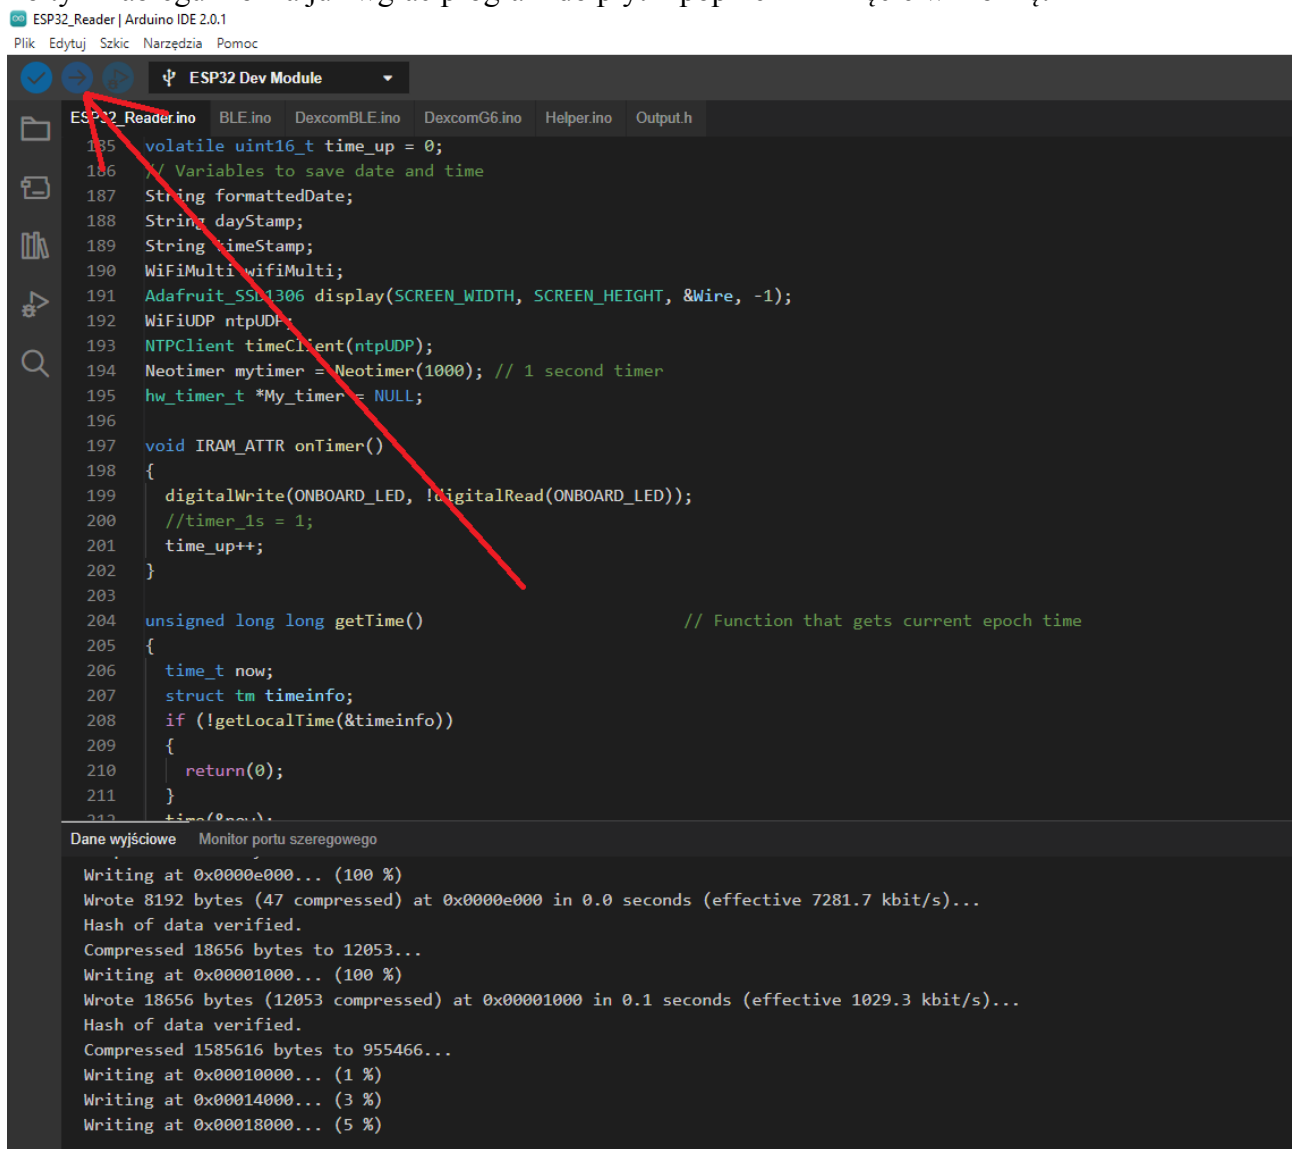 ESP32_Reader | Arduino IDE 2.0.1
Plik Edytuj Szkic Narzędzia Pomoc
ESP32 Dev Module
ESP32_Reader.ino BLE.ino DexcomBLE.ino DexcomG6.ino Helper.ino Output.h
185 volatile uint16_t time_up = 0;
186 // Variables to save date and time
187 String formattedDate;
188 String dayStamp;
189 String timeStamp;
190 WiFiMulti wifiMulti;
191 Adafruit_SSD1306 display(SCREEN_WIDTH, SCREEN_HEIGHT, &Wire, -1);
192 WiFiUDP ntpUDP;
193 NTPClient timeClient(ntpUDP);
194 Neotimer mytimer = Neotimer(1000); // 1 second timer
195 hw_timer_t *My_timer = NULL;
196
197 void IRAM_ATTR onTimer()
198 {
199 digitalWrite(ONBOARD_LED, !digitalRead(ONBOARD_LED));
200 //timer_1s = 1;
201 time_up++;
202 }
203
204 unsigned long long getTime() // Function that gets current epoch time
205 {
206 time_t now;
207 struct tm timeinfo;
208 if (!getLocalTime(&timeinfo))
209 {
210 return(0);
211 }
212 time(&now);
Dane wyjściowe Monitor portu szeregowego
Writing at 0x0000e000... (100 %)
Wrote 8192 bytes (47 compressed) at 0x0000e000 in 0.0 seconds (effective 7281.7 kbit/s)...
Hash of data verified.
Compressed 18656 bytes to 12053...
Writing at 0x00001000... (100 %)
Wrote 18656 bytes (12053 compressed) at 0x00001000 in 0.1 seconds (effective 1029.3 kbit/s)...
Hash of data verified.
Compressed 1585616 bytes to 955466...
Writing at 0x00010000... (1 %)
Writing at 0x00014000... (3 %)
Writing at 0x00018000... (5 %)